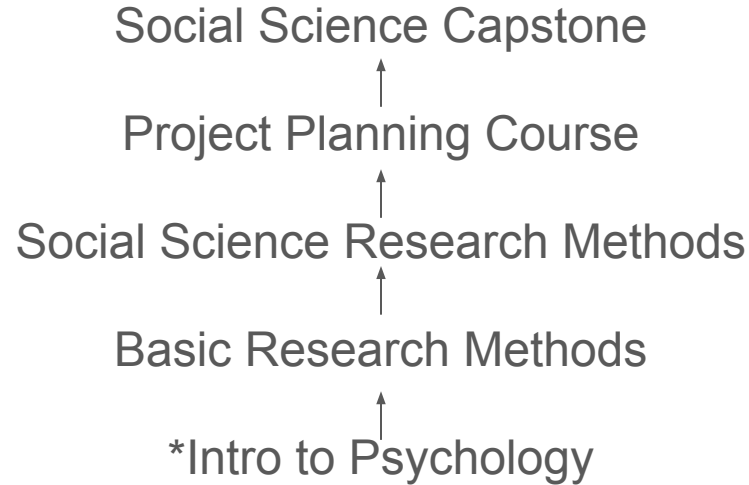 Social Science Capstone
Project Planning Course
Social Science Research Methods
Basic Research Methods
*Intro to Psychology